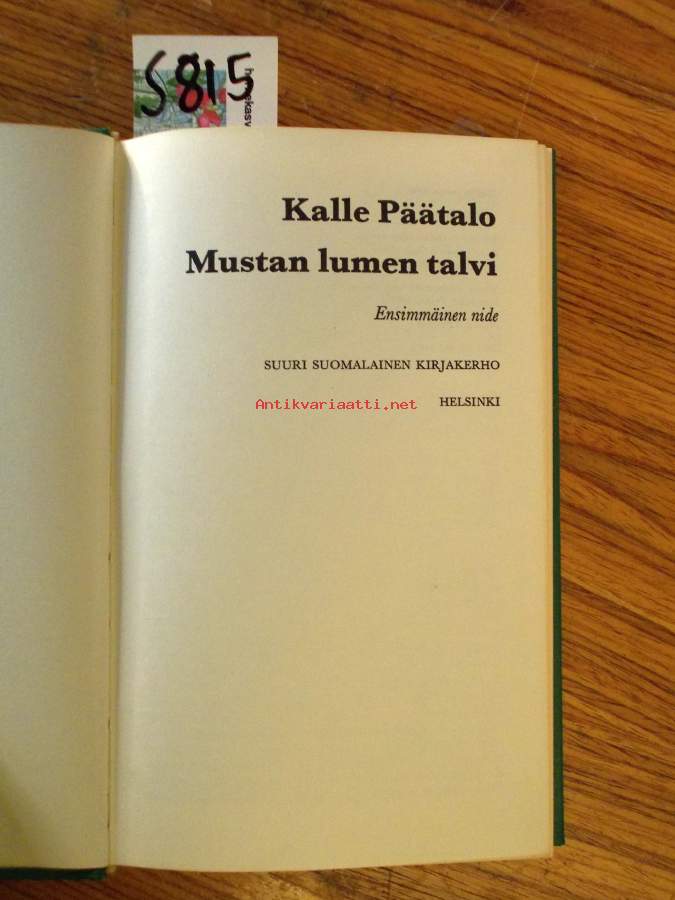 S815
Kalle Päätalo
Mustan lumen talvi
Ensimmäinen nide
SUURI SUOMALAINEN KIRJAKERHO
Antikvariaatti.net
HELSINKI